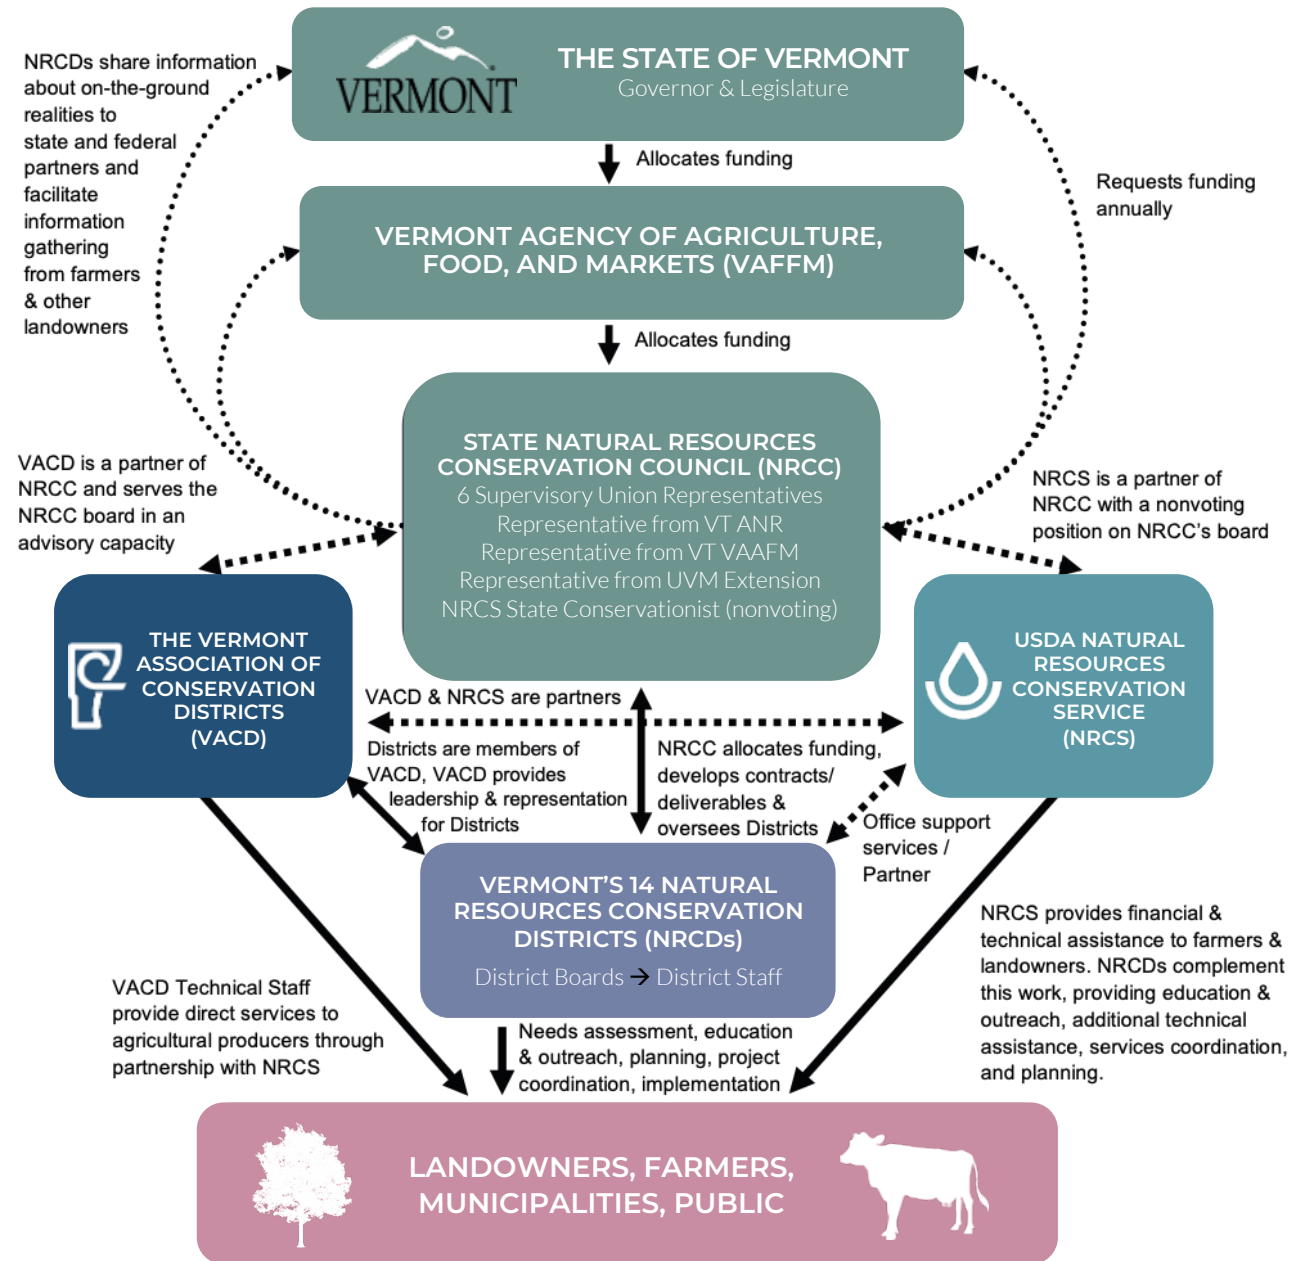 NRCDs share information
about on-the-ground
realities to
state and federal
partners and
facilitate
information
gathering
from farmers
& other
landowners
VERMONT
THE STATE OF VERMONT
Governor & Legislature
Allocates funding
Requests funding
annually
VERMONT AGENCY OF AGRICULTURE,
FOOD, AND MARKETS (VAFFM)
Allocates funding
STATE NATURAL RESOURCES
CONSERVATION COUNCIL (NRCC)
6 Supervisory Union Representatives
Representative from VT ANR
Representative from VT VAAFM
Representative from UVM Extension
NRCS State Conservationist (nonvoting)
VACD is a partner of
NRCC and serves the
NRCC board in an
advisory capacity
NRCS is a partner of
NRCC with a nonvoting
position on NRCC's board
THE VERMONT
ASSOCIATION OF
CONSERVATION
DISTRICTS
(VACD)
USDA NATURAL
RESOURCES
CONSERVATION
SERVICE
(NRCS)
VACD & NRCS are partners
Districts are members of
VACD, VACD provides
leadership & representation
for Districts
NRCC allocates funding,
develops contracts/
deliverables &
oversees Districts
Office support
services /
Partner
VERMONT'S 14 NATURAL
RESOURCES CONSERVATION
DISTRICTS (NRCDs)
District Boards → District Staff
VACD Technical Staff
provide direct services to
agricultural producers through
partnership with NRCS
Needs assessment, education
& outreach, planning, project
coordination, implementation
NRCS provides financial &
technical assistance to farmers &
landowners. NRCDs complement
this work, providing education &
outreach, additional technical
assistance, services coordination,
and planning.
LANDOWNERS, FARMERS,
MUNICIPALITIES, PUBLIC